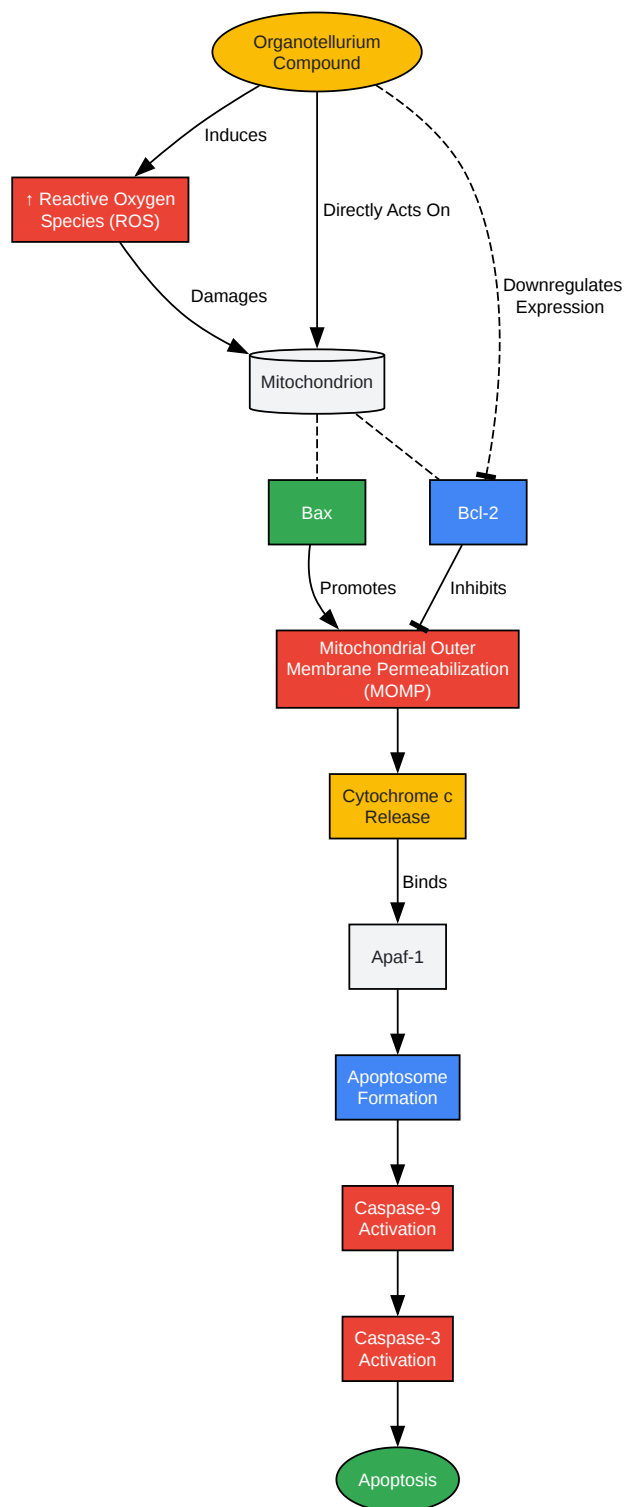 Organotellurium
Compound
Induces
↑ Reactive Oxygen
Species (ROS)
Directly Acts On
Downregulates
Expression
Damages
Mitochondrion
Bax
Bcl-2
Promotes
Inhibits
Mitochondrial Outer
Membrane Permeabilization
(MOMP)
Cytochrome c
Release
Binds
Apaf-1
Apoptosome
Formation
Caspase-9
Activation
Caspase-3
Activation
Apoptosis